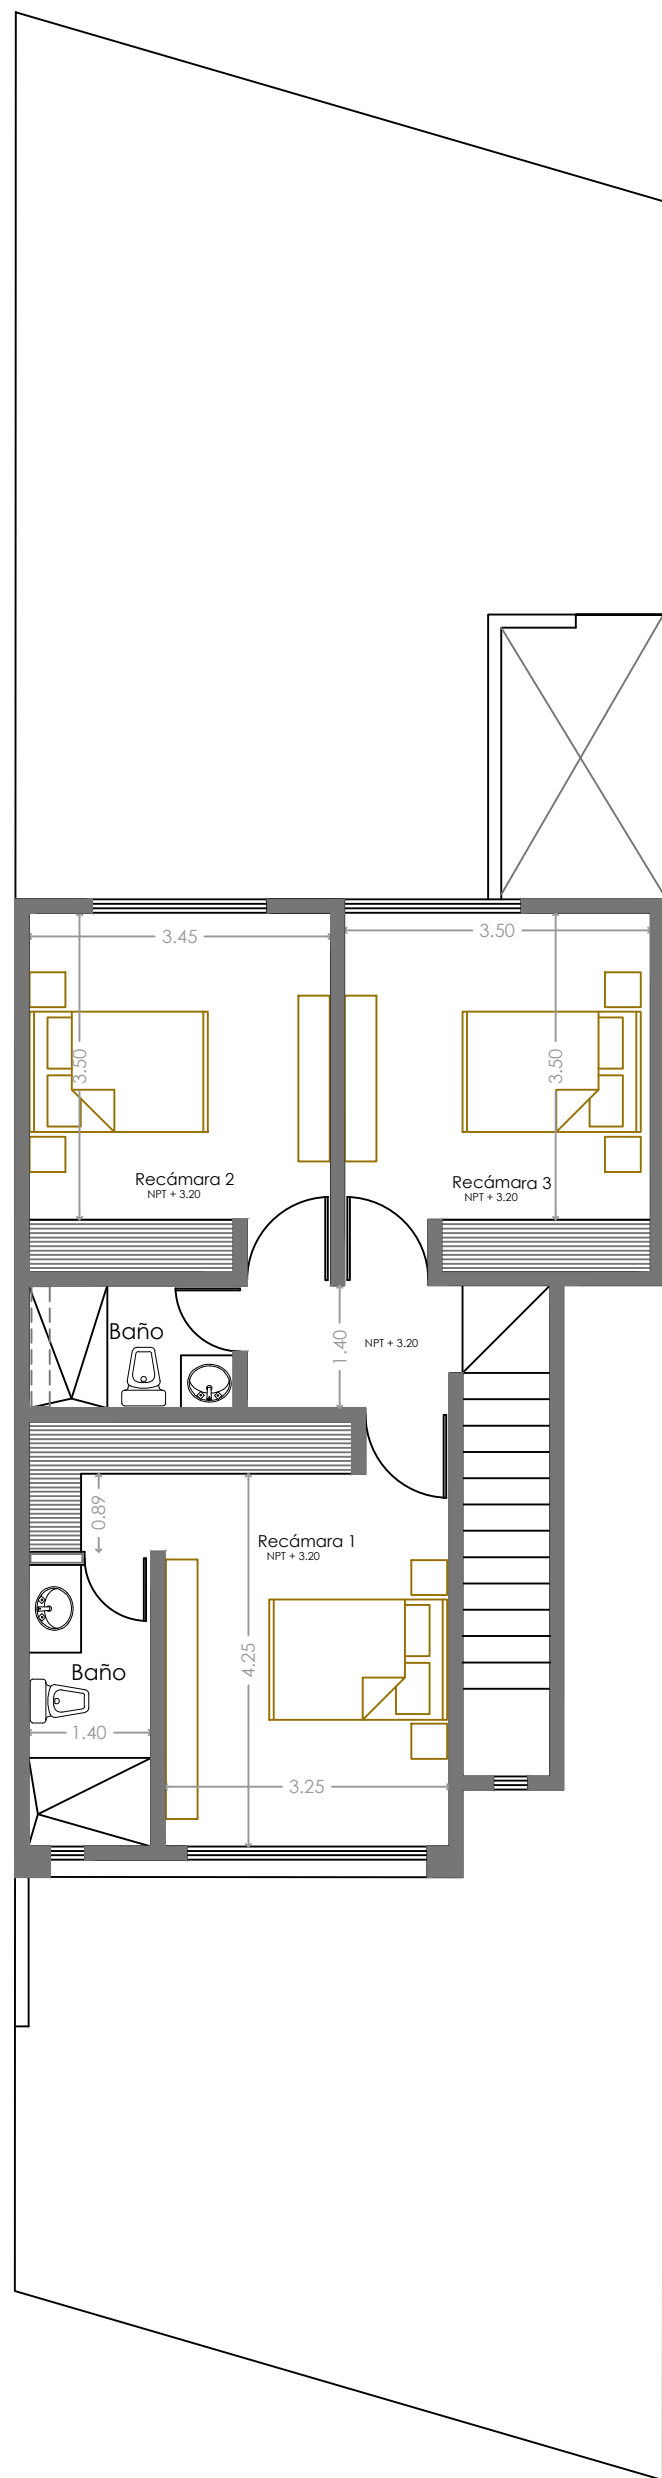 3.45
3.50
3.50
3.50
Recámara 2
NPT + 3.20
Recámara 3
NPT + 3.20
Baño
1.40
NPT + 3.20
0.89
Recámara 1
NPT + 3.20
4.25
Baño
1.40
3.25